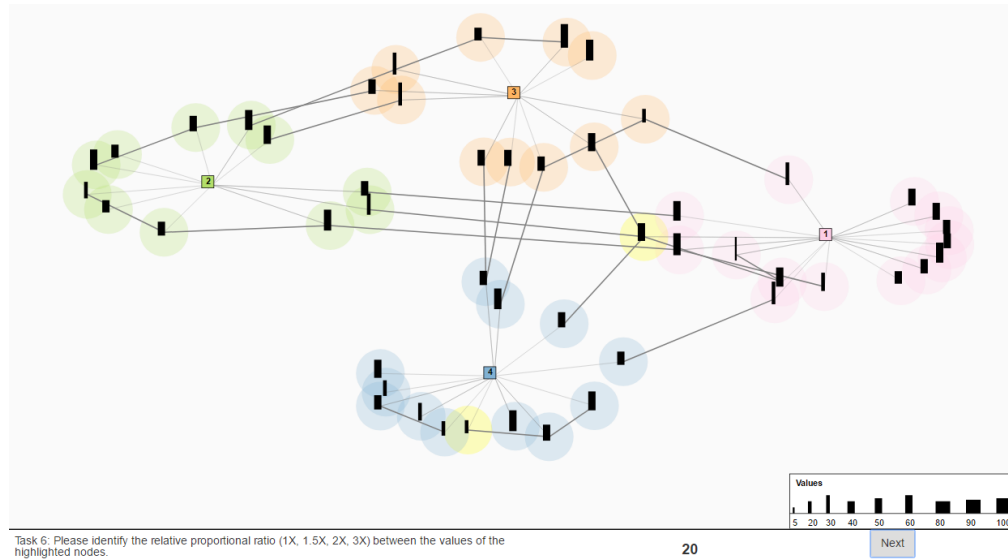 3
2
1
4
Values
5 20 30 40 50 60 80 90 100
Task 6: Please identify the relative proportional ratio (1X, 1.5X, 2X, 3X) between the values of the
highlighted nodes.
20
Next